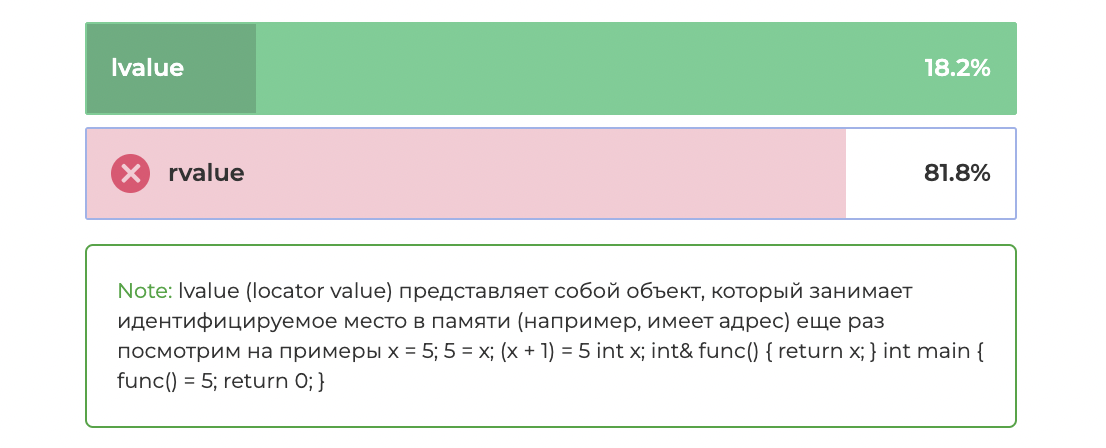 lvalue 18.2%
rvalue 81.8%
Note: lvalue (locator value) представляет собой объект, который занимает
идентифицируемое место в памяти (например, имеет адрес) еще раз
посмотрим на примеры x = 5; 5 = x; (x + 1) = 5 int x; int& func() { return x; } int main {
func() = 5; return 0; }